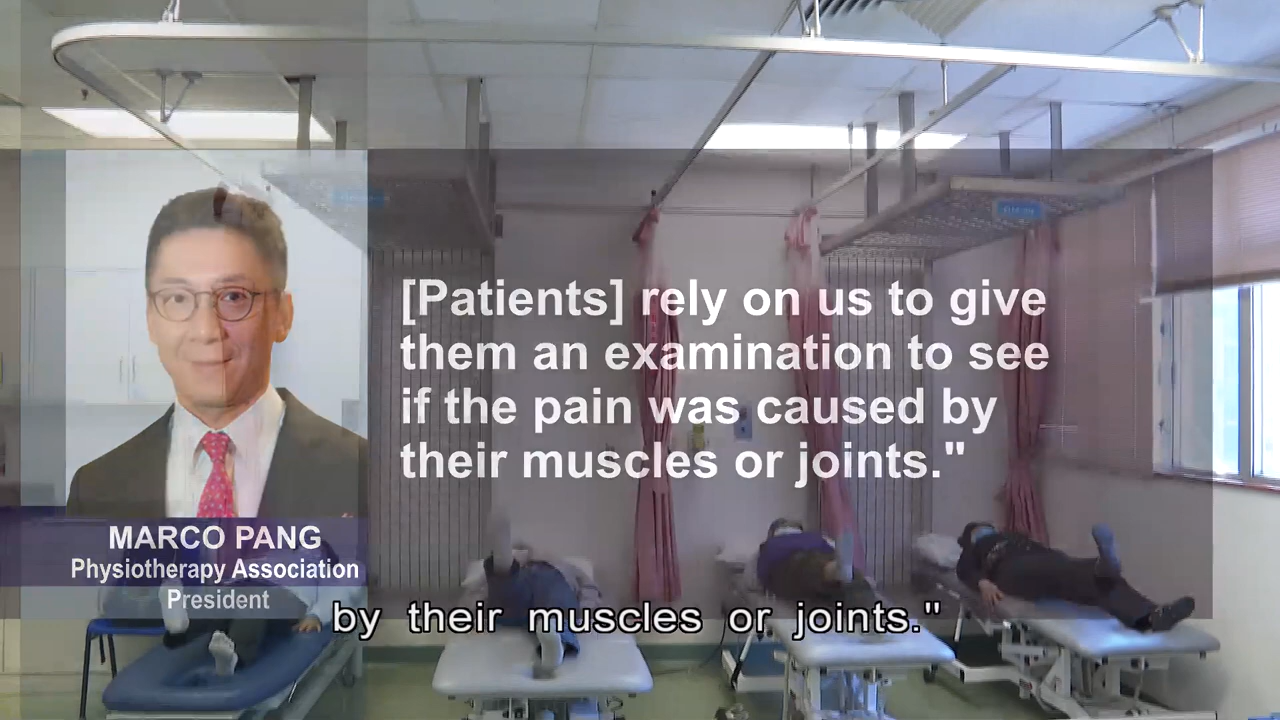 [Patients] rely on us to give
them an examination to see
if the pain was caused by
their muscles or joints."
MARCO PANG
Physiotherapy Association
President
by their muscles or joints."